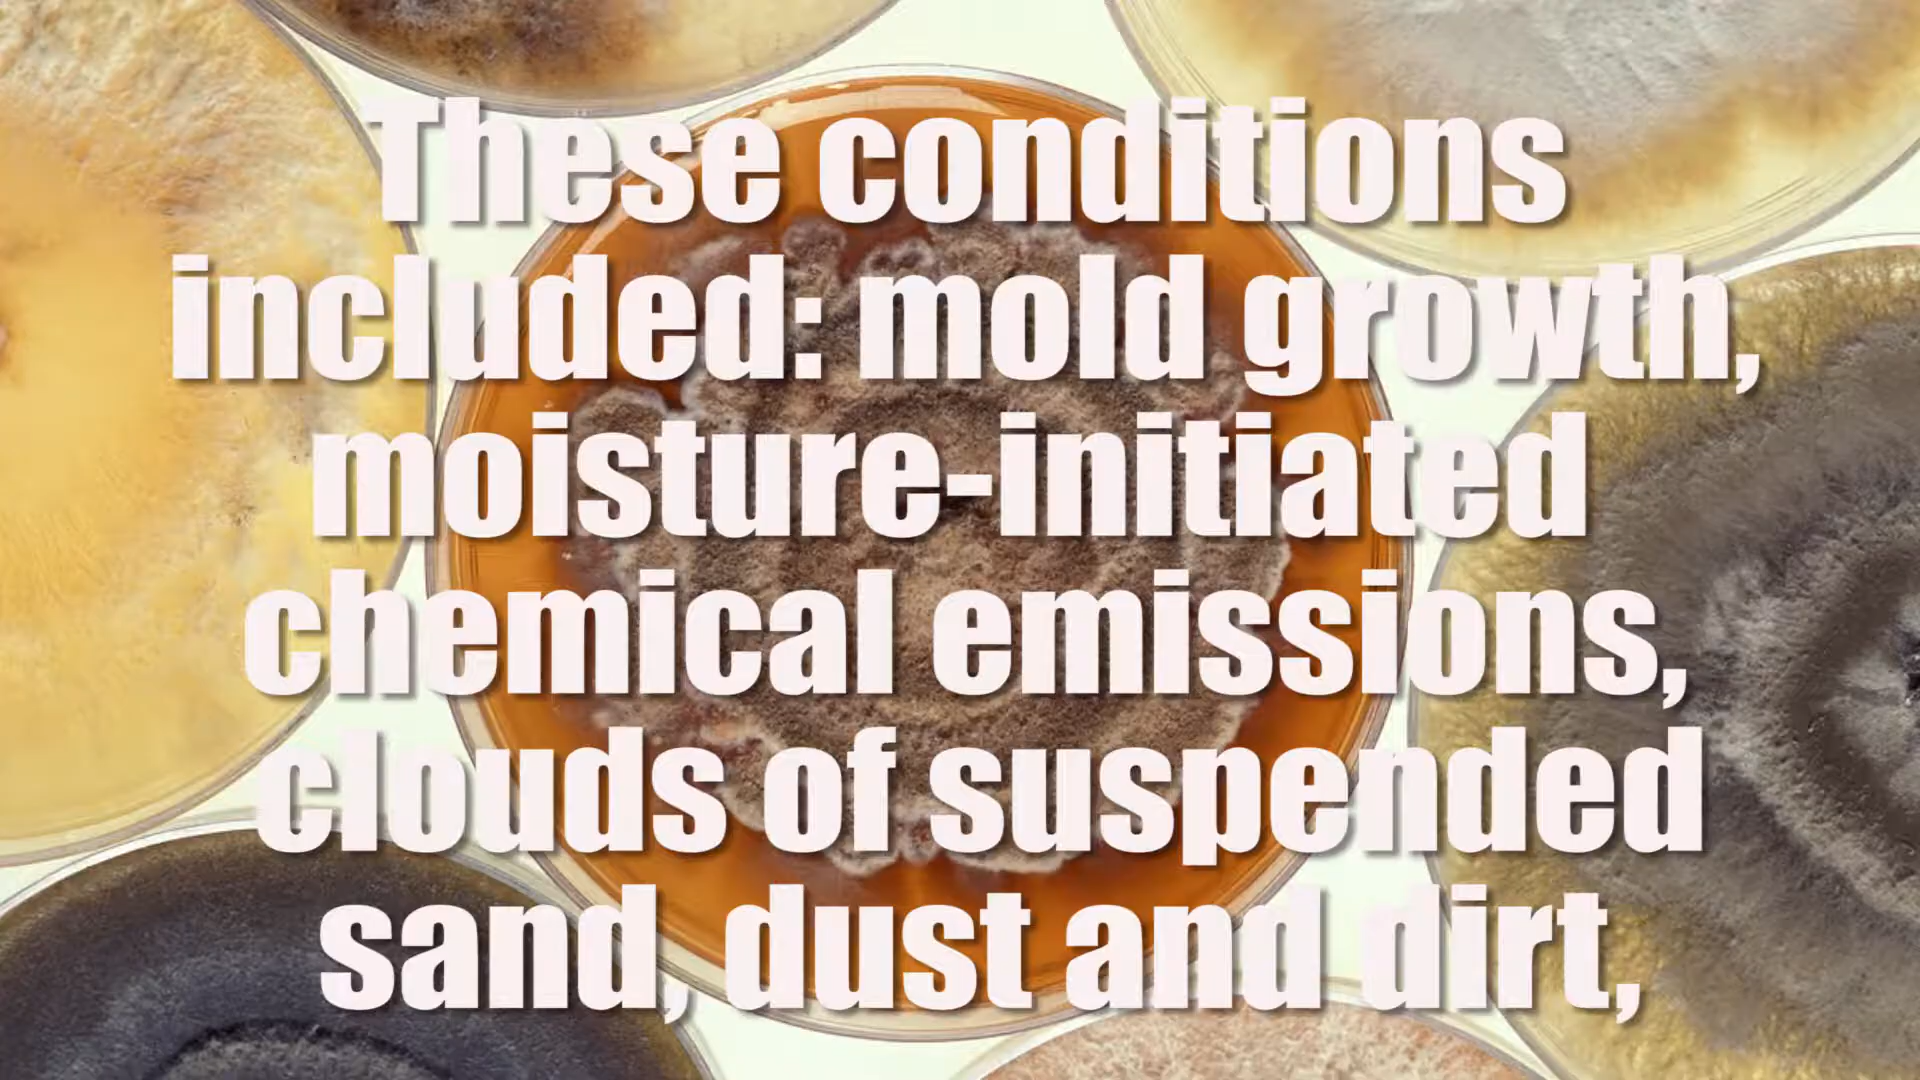 These conditions
included: mold growth,
moisture-initiated
chemical emissions,
clouds of suspended
sand, dust and dirt,